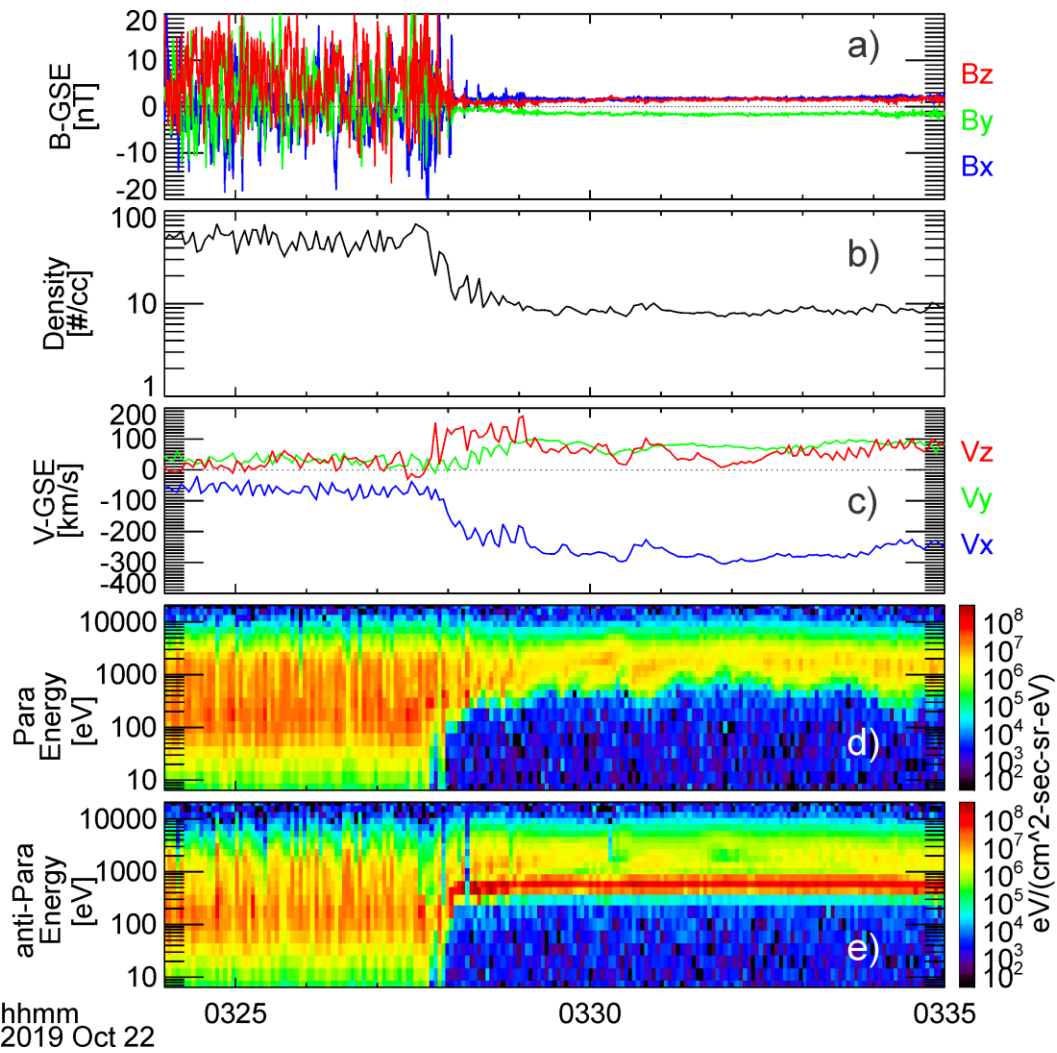 20
10
0
-10
-20
B-GSE
[nT]
a)
Bz
By
Bx
100
10
1
Density
[#/cc]
b)
200
100
0
-100
-200
-300
-400
V-GSE
[km/s]
c)
Vz
Vy
Vx
10000
1000
100
10
Para
Energy
[eV]
d)
10^8
10^7
10^6
10^5
10^4
10^3
10^2
10000
1000
100
10
anti-Para
Energy
[eV]
e)
10^8
10^7
10^6
10^5
10^4
10^3
10^2
eV/(cm^2-sec-sr-eV)
hhmm
0325
0330
0335
2019 Oct 22